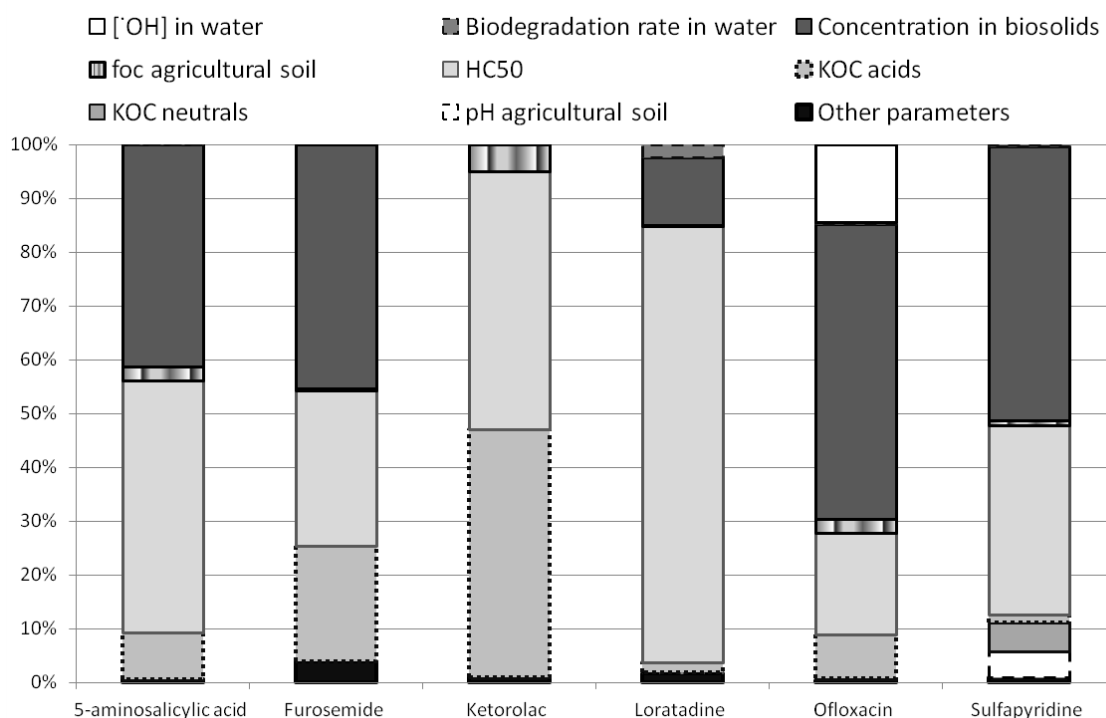 [˙OH] in water Biodegradation rate in water Concentration in biosolids
foc agricultural soil HC50 KOC acids
KOC neutrals pH agricultural soil Other parameters
100%
90%
80%
70%
60%
50%
40%
30%
20%
10%
0%
5-aminosalicylic acid Furosemide Ketorolac Loratadine Ofloxacin Sulfapyridine